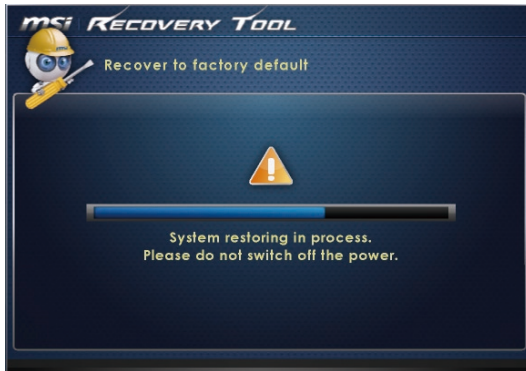 msi RECOVERY TOOL
Recover to factory default
System restoring in process.
Please do not switch off the power.